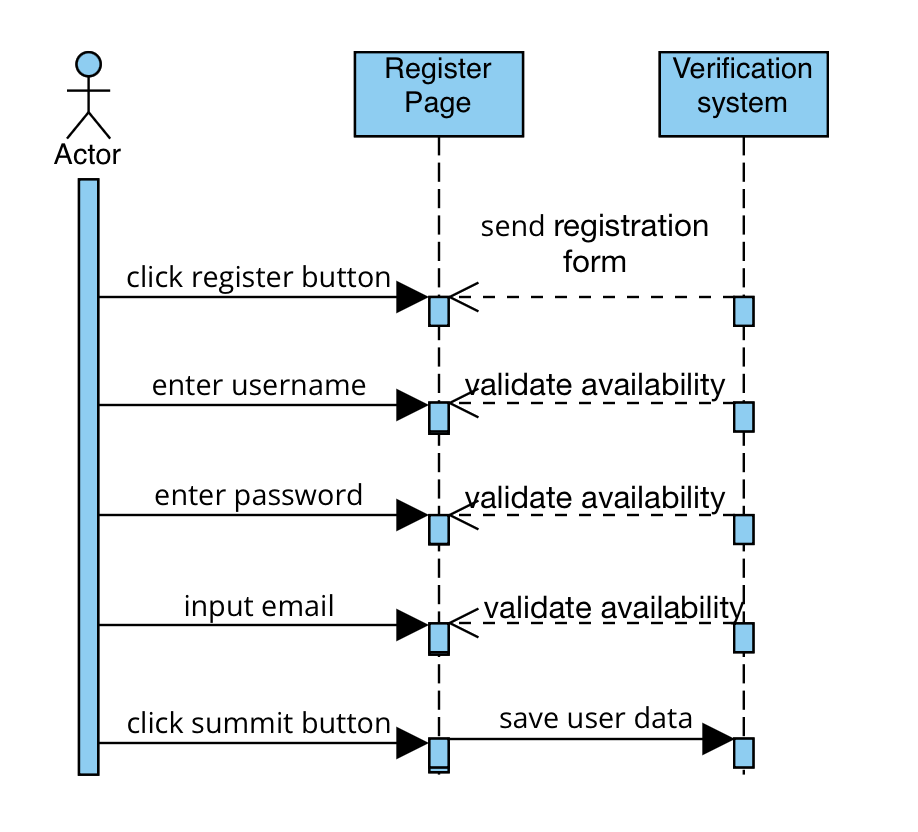 Register
Page
Verification
system
Actor
send registration
form
click register button
enter username
validate availability
enter password
validate availability
input email
validate availability
click summit button
save user data